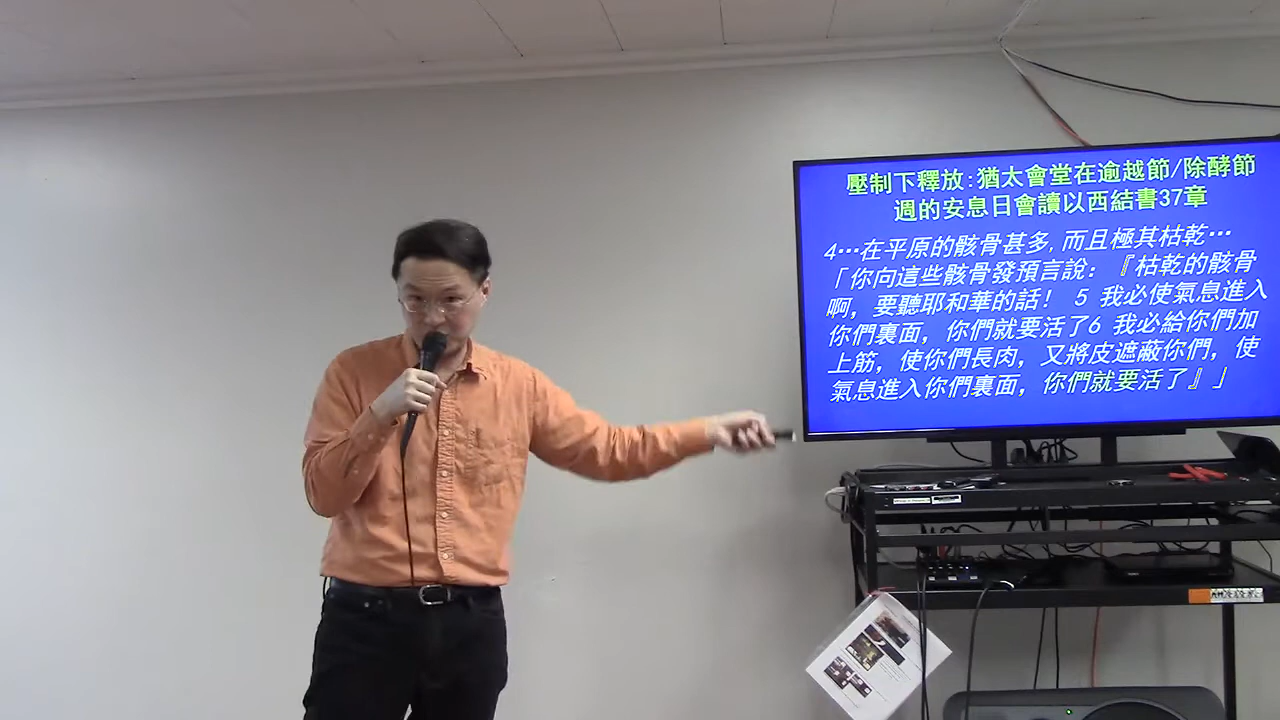 壓制下釋放:猶太會堂在逾越節/除酵節
週的安息日會讀以西結書37章
4…在平原的骸骨甚多,而且極其枯乾…
「你向這些骸骨發預言說：『枯乾的骸骨
啊，要聽耶和華的話！ 5 我必使氣息進入
你們裏面，你們就要活了6 我必給你們加
上筋，使你們長肉，又將皮遮蔽你們，使
氣息進入你們裏面，你們就要活了』」